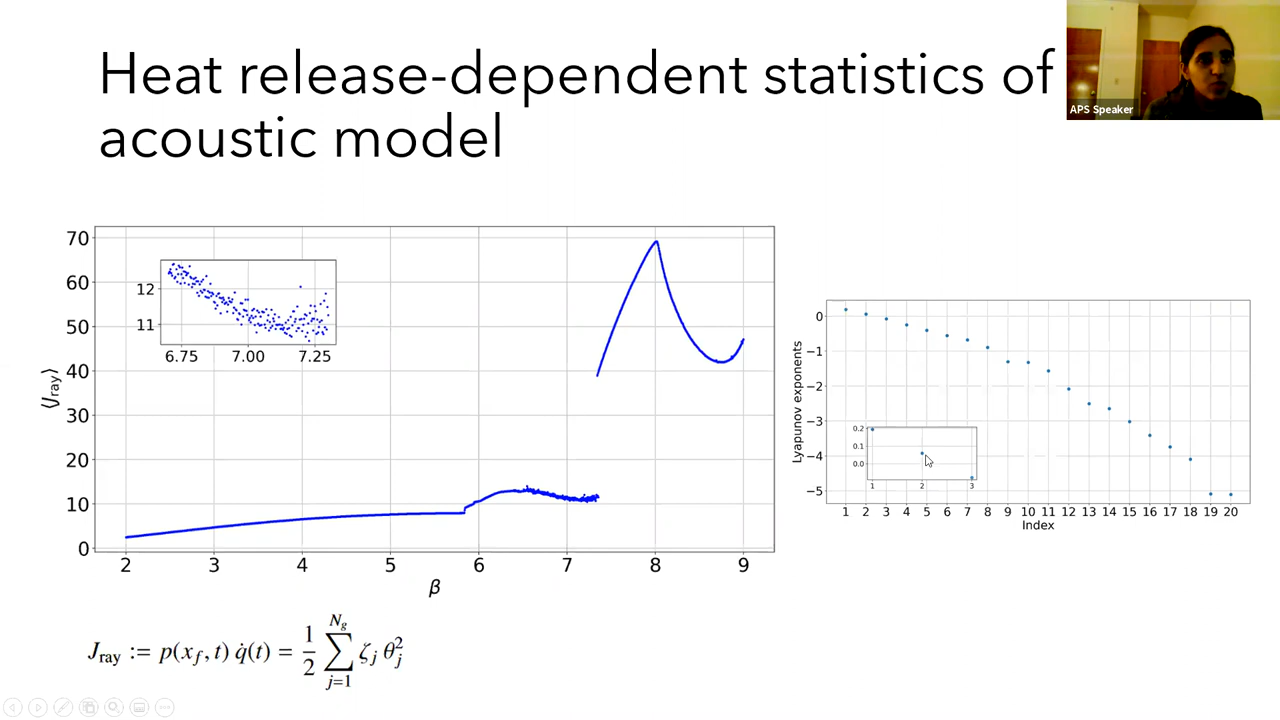 Heat release-dependent statistics of
acoustic model
APS Speaker
70
60
50
40
30
20
10
0
⟨J_ray⟩
12
11
6.75 7.00 7.25
2 3 4 5 6 7 8 9
β
0
−1
−2
−3
−4
−5
Lyapunov exponents
0.2
0.1
0.0
1 2 3
1 2 3 4 5 6 7 8 9 10 11 12 13 14 15 16 17 18 19 20
Index
J_ray := p(x_f, t) q̇(t) = 1/2 ∑_{j=1}^{N_g} ζ_j θ_j^2